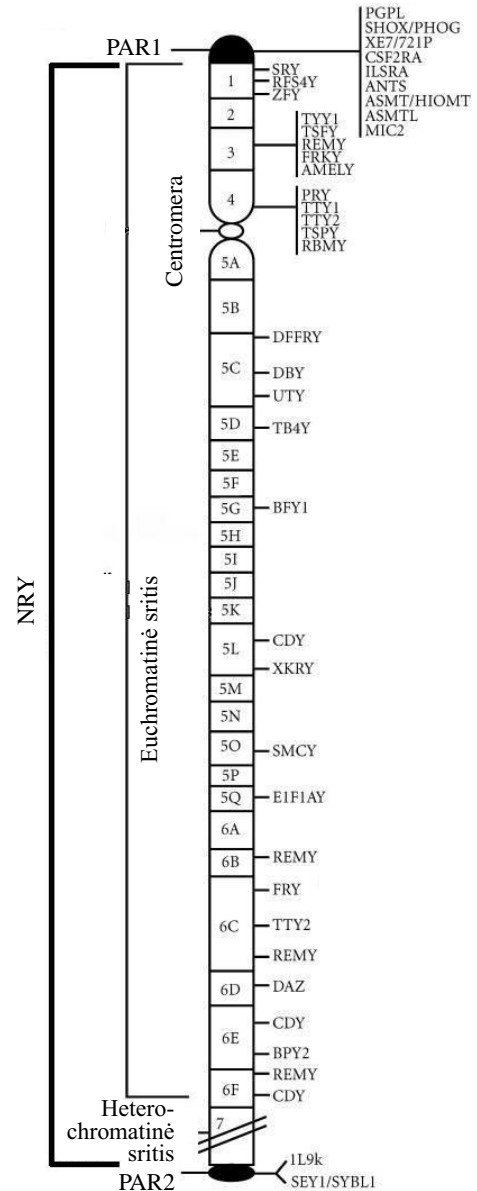 PAR1
PGPL
SHOX/PHOG
XE7/721P
CSF2RA
ILSRA
ANTS
ASMT/HIOMT
ASMTL
MIC2
SRY
RFS4Y
ZFY
1
2
TYY1
TSFY
REMY
FRKY
AMELY
3
PRY
TTY1
TTY2
TSPY
RBMY
4
Centromera
5A
5B
DFFRY
5C
DBY
UTY
5D
TB4Y
5E
5F
5G
BFY1
5H
5I
5J
5K
NRY
Euchromatinė sritis
5L
CDY
XKRY
5M
5N
5O
SMCY
5P
5Q
E1F1AY
6A
6B
REMY
FRY
6C
TTY2
REMY
6D
DAZ
CDY
6E
BPY2
REMY
6F
CDY
Hetero-
chromatinė
sritis
7
PAR2
1L9k
SEY1/SYBL1